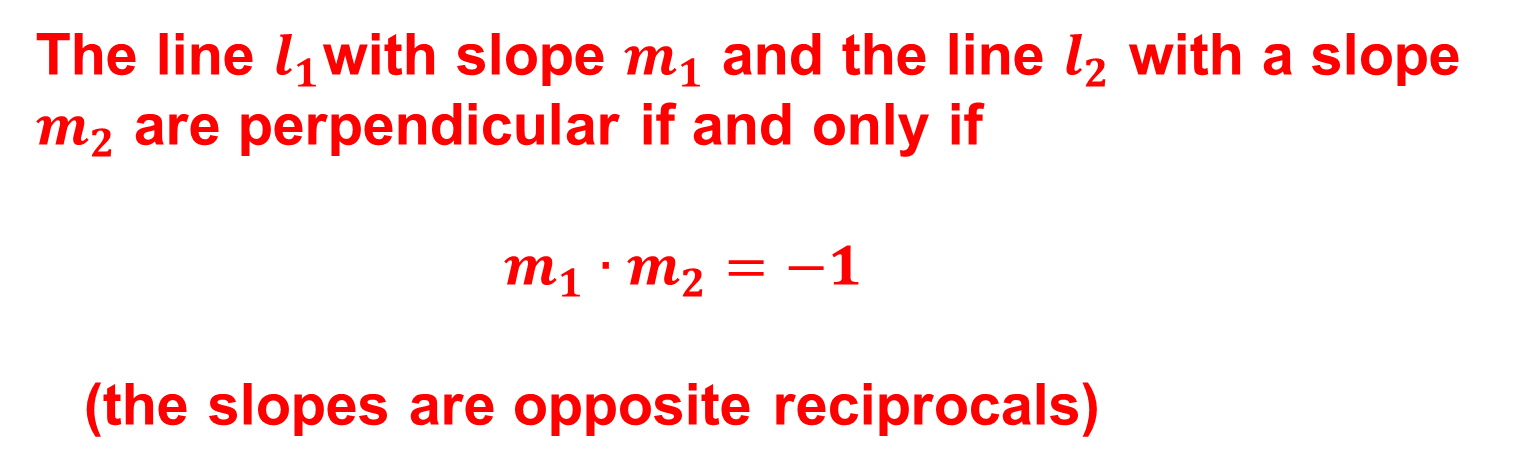 The line l₁ with slope m₁ and the line l₂ with a slope
m₂ are perpendicular if and only if
m₁ · m₂ = −1
(the slopes are opposite reciprocals)